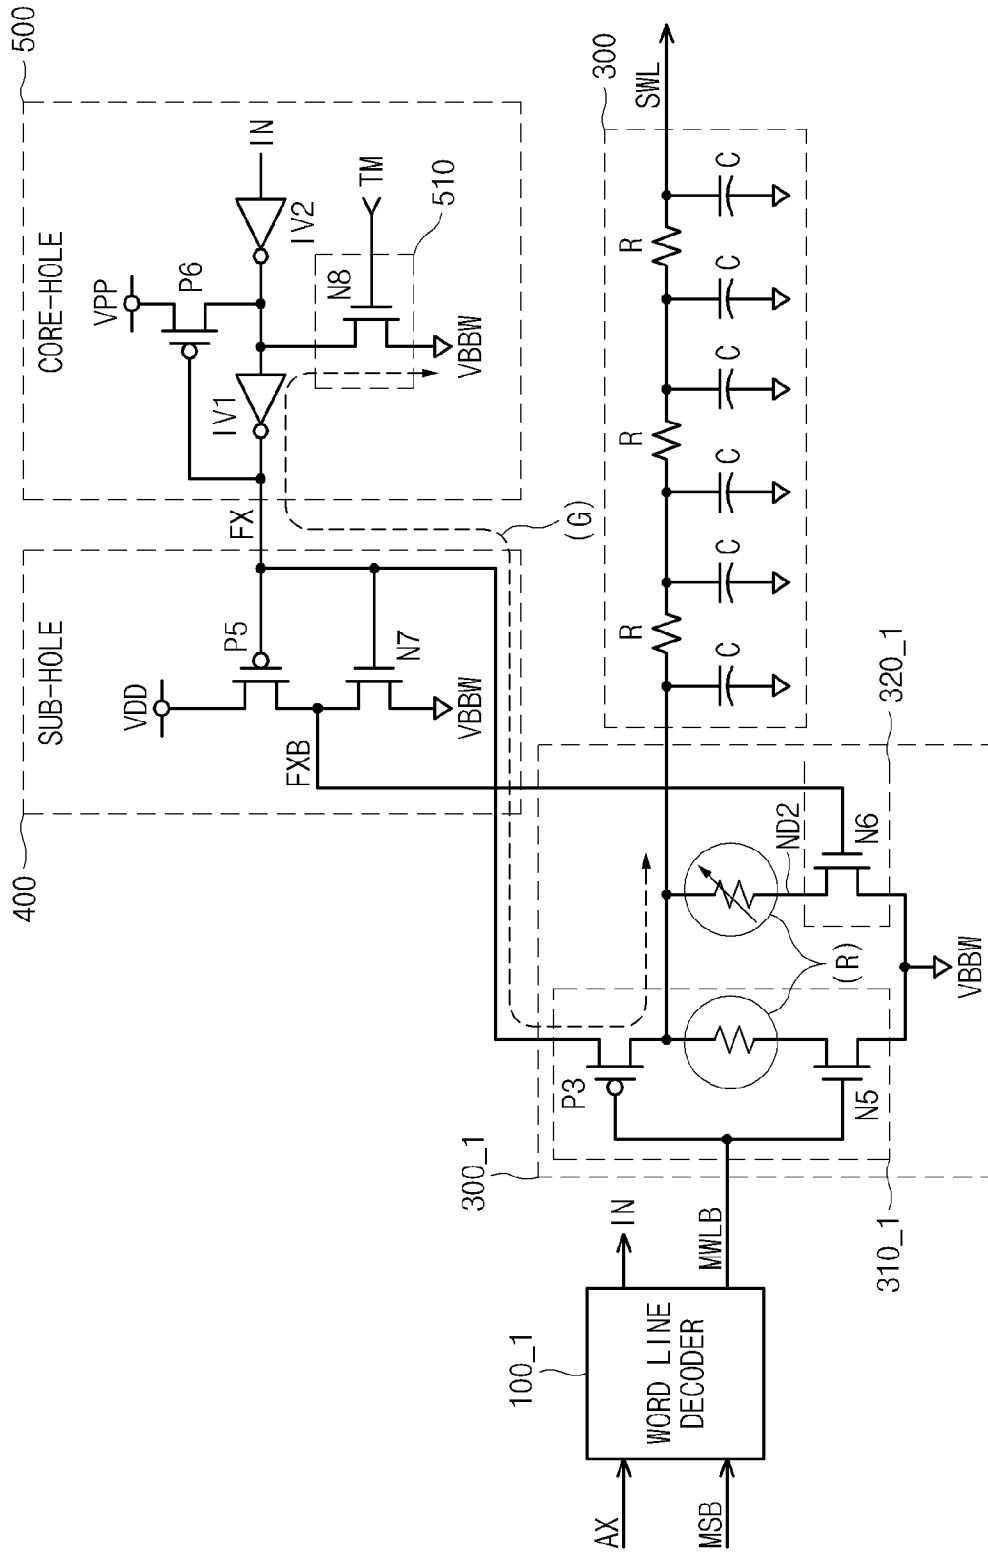 400
500
SUB-HOLE
CORE-HOLE
VDD
VPP
P5
P6
FX
IV1
IN
FXB
IV2
N7
N8
TM
510
VBBW
VBBW
300_1
100_1
P3
(G)
300
AX
IN
R
R
R
SWL
WORD LINE
DECODER
MSB
MWLB
C
C
C
C
C
C
ND2
(R)
N5
N6
310_1
320_1
VBBW